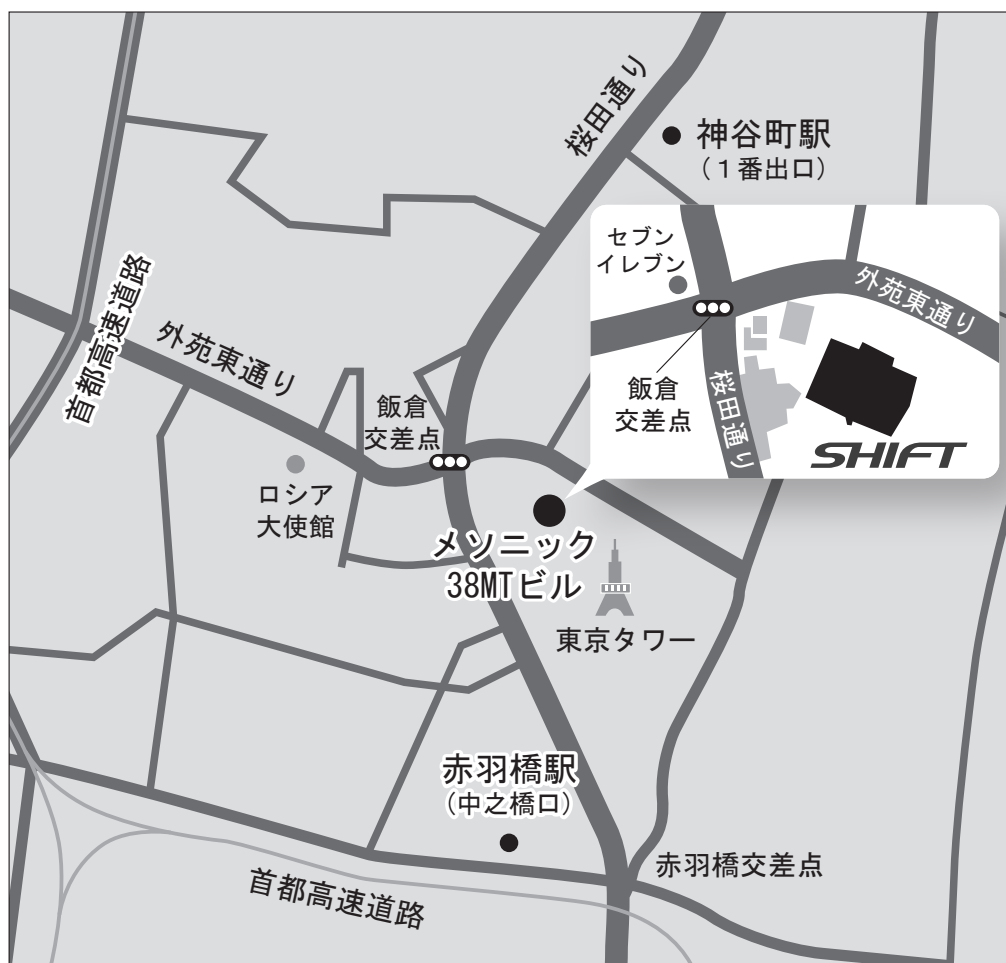 桜田通り
神谷町駅
（１番出口）
セブン
イレブン
外苑東通り
飯倉
交差点
桜田通り
SHIFT
首都高速道路
外苑東通り
飯倉
交差点
ロシア
大使館
メソニック
38MTビル
東京タワー
赤羽橋駅
（中之橋口）
赤羽橋交差点
首都高速道路